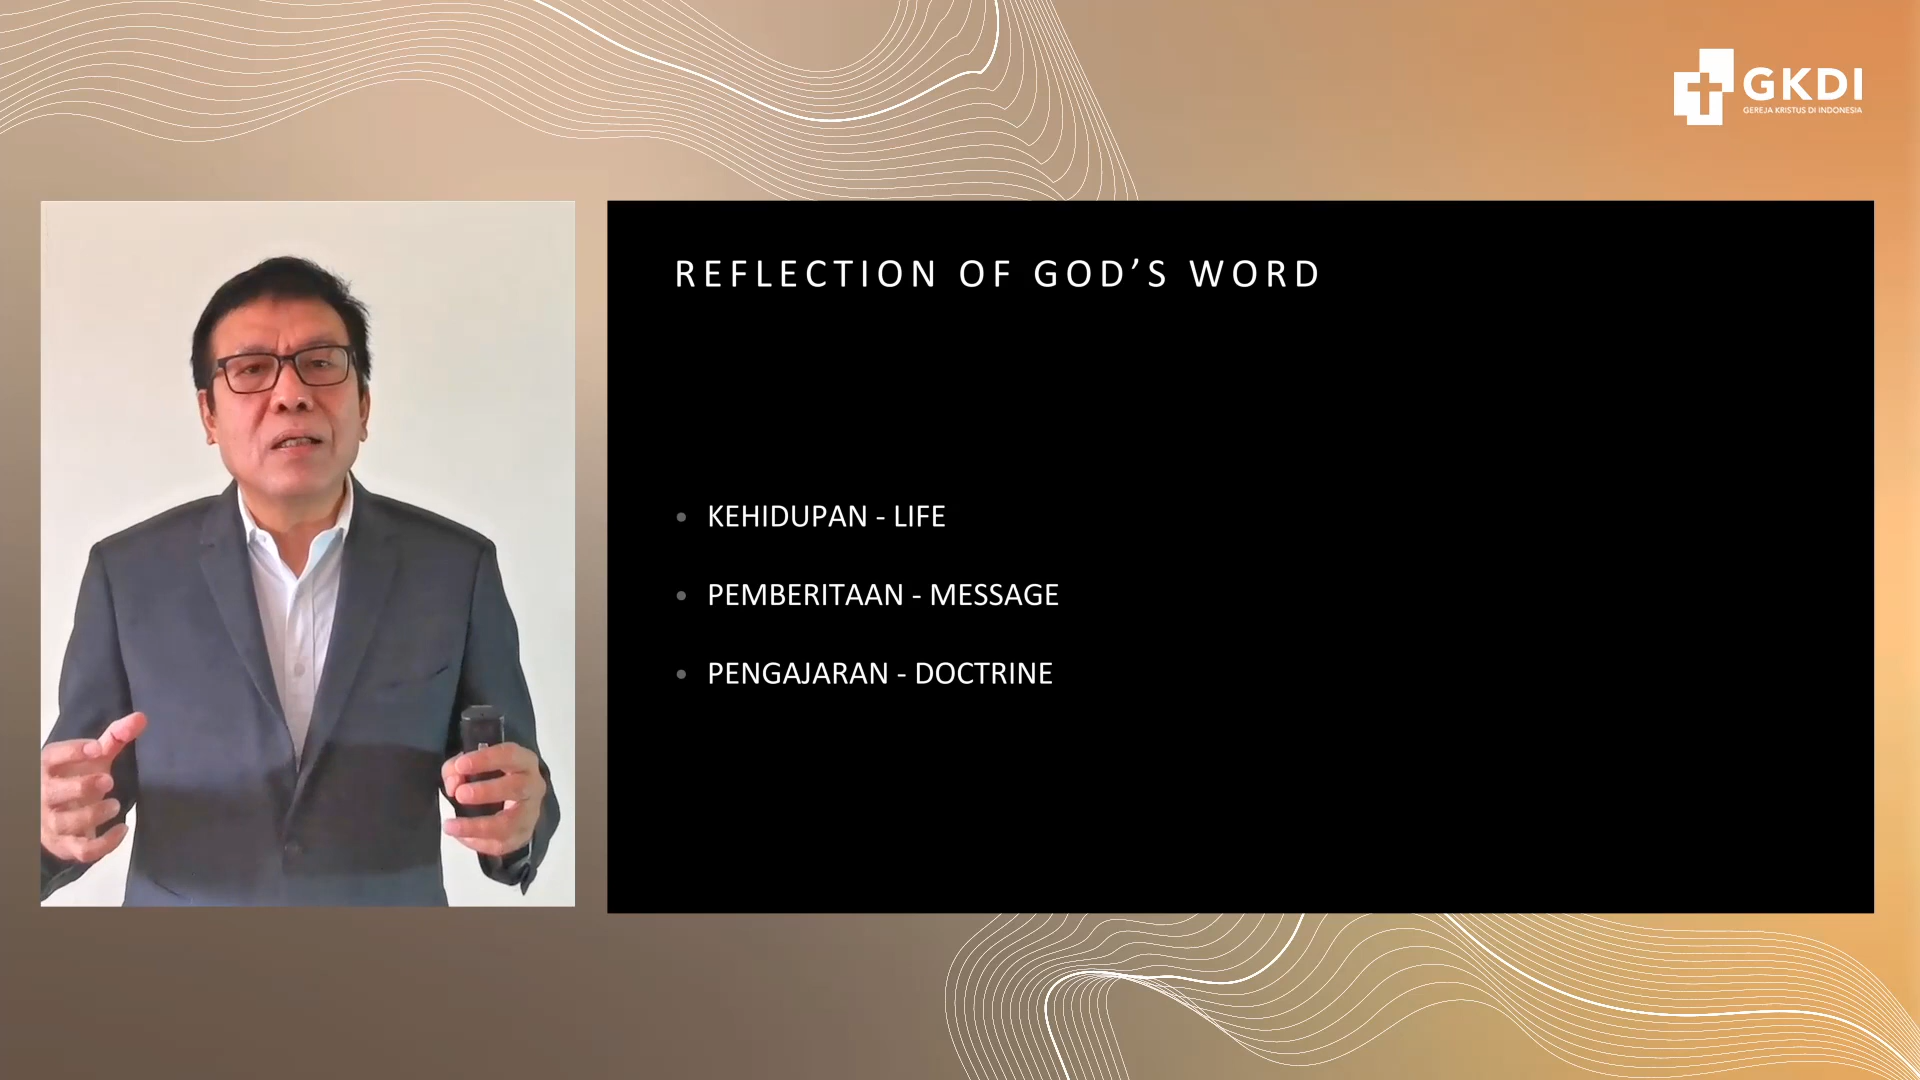 GKDI
GEREJA KRISTUS DI INDONESIA
REFLECTION OF GOD’S WORD
• KEHIDUPAN - LIFE
• PEMBERITAAN - MESSAGE
• PENGAJARAN - DOCTRINE